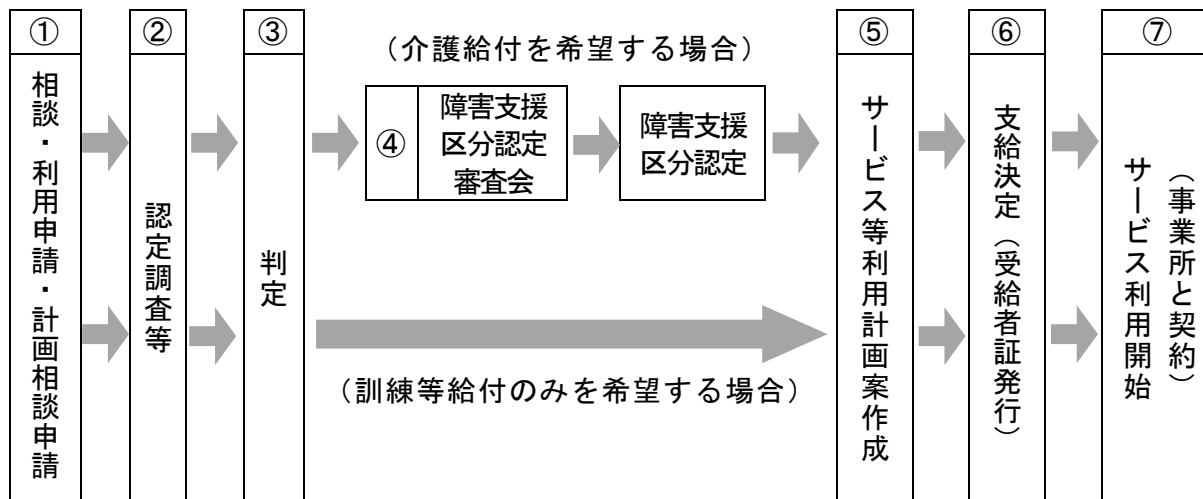 ①
相談・利用申請・計画相談申請
②
認定調査等
③
判定
（介護給付を希望する場合）
④
障害支援
区分認定
審査会
障害支援
区分認定
（訓練等給付のみを希望する場合）
⑤
サービス等利用計画案作成
⑥
支給決定（受給者証発行）
⑦
（事業所と契約）
サービス利用開始